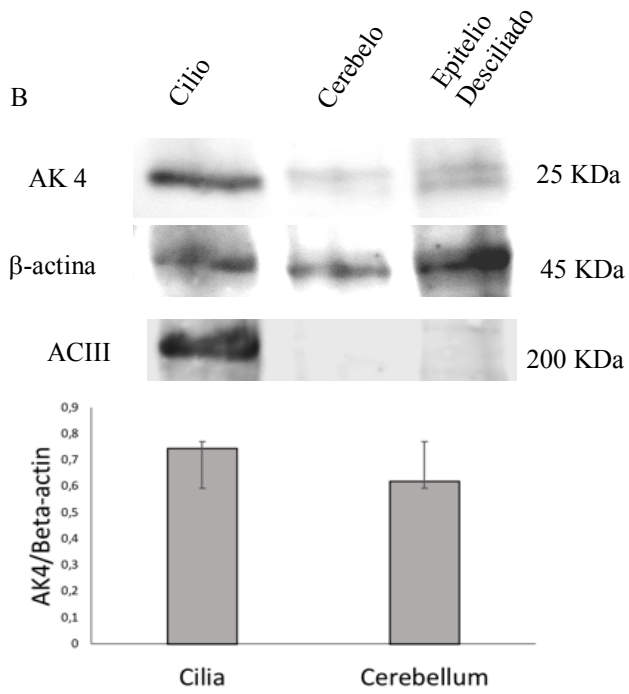 B
Cilio
Cerebelo
Epitelio
Desciliado
AK 4
25 KDa
β-actina
45 KDa
ACIII
200 KDa
AK4/Beta-actin
0,9
0,8
0,7
0,6
0,5
0,4
0,3
0,2
0,1
0
Cilia
Cerebellum